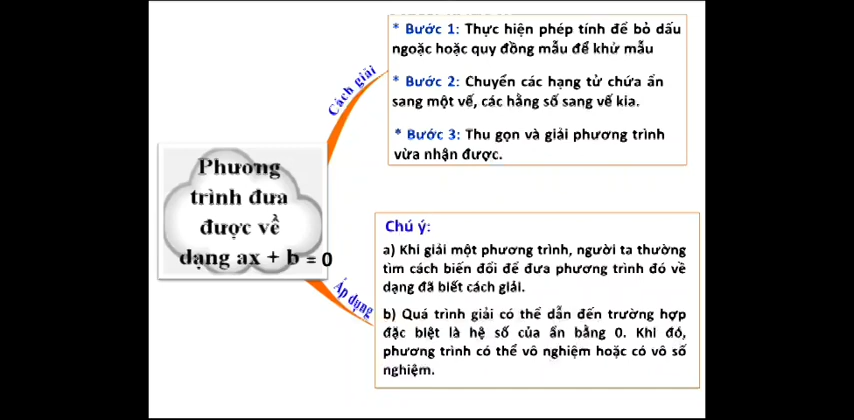 * Bước 1: Thực hiện phép tính để bỏ dấu
ngoặc hoặc quy đồng mẫu để khử mẫu
* Bước 2: Chuyển các hạng tử chứa ẩn
sang một vế, các hằng số sang vế kia.
* Bước 3: Thu gọn và giải phương trình
vừa nhận được.
Cách giải
Phương
trình đưa
được về
dạng ax + b = 0
Áp dụng
Chú ý:
a) Khi giải một phương trình, người ta thường
tìm cách biến đổi để đưa phương trình đó về
dạng đã biết cách giải.
b) Quá trình giải có thể dẫn đến trường hợp
đặc biệt là hệ số của ẩn bằng 0. Khi đó,
phương trình có thể vô nghiệm hoặc có vô số
nghiệm.